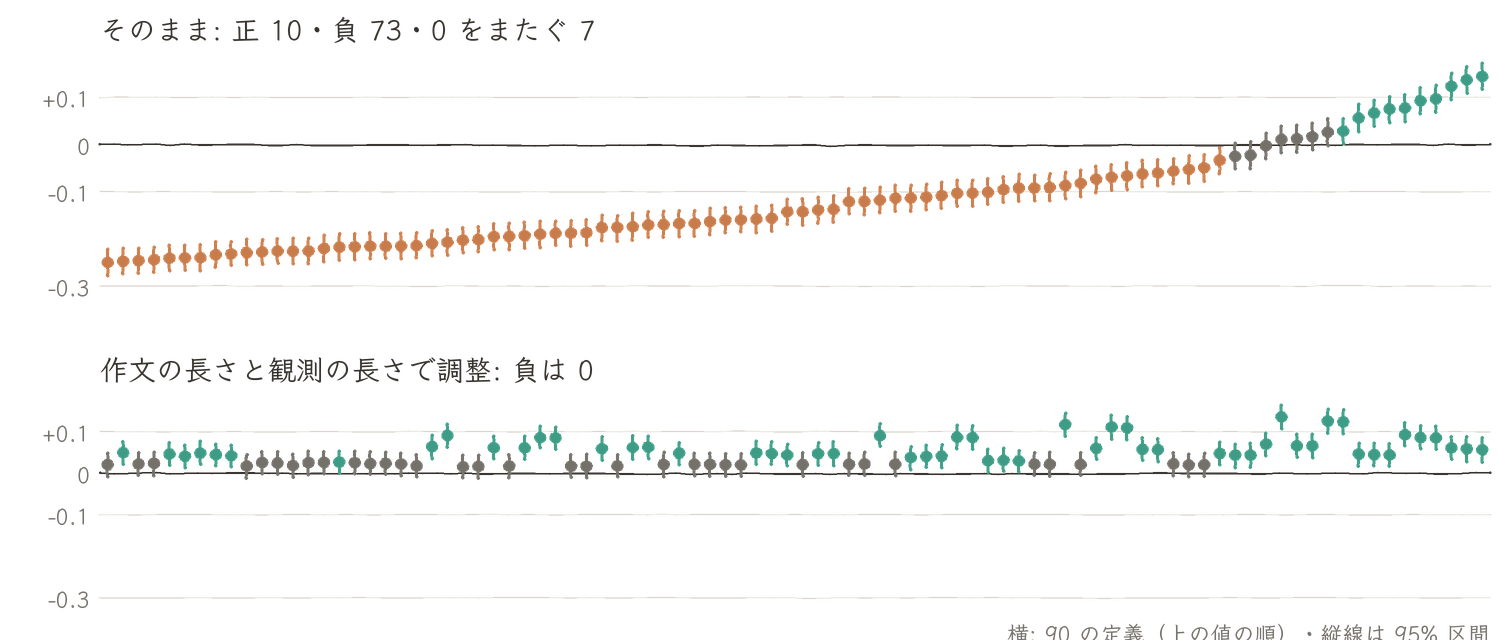 そのまま: 正 10・負 73・0 をまたぐ 7
+0.1
0
-0.1
-0.3
作文の長さと観測の長さで調整: 負は 0
+0.1
0
-0.1
-0.3
横: 90 の定義（上の値の順）・縦線は 95% 区間